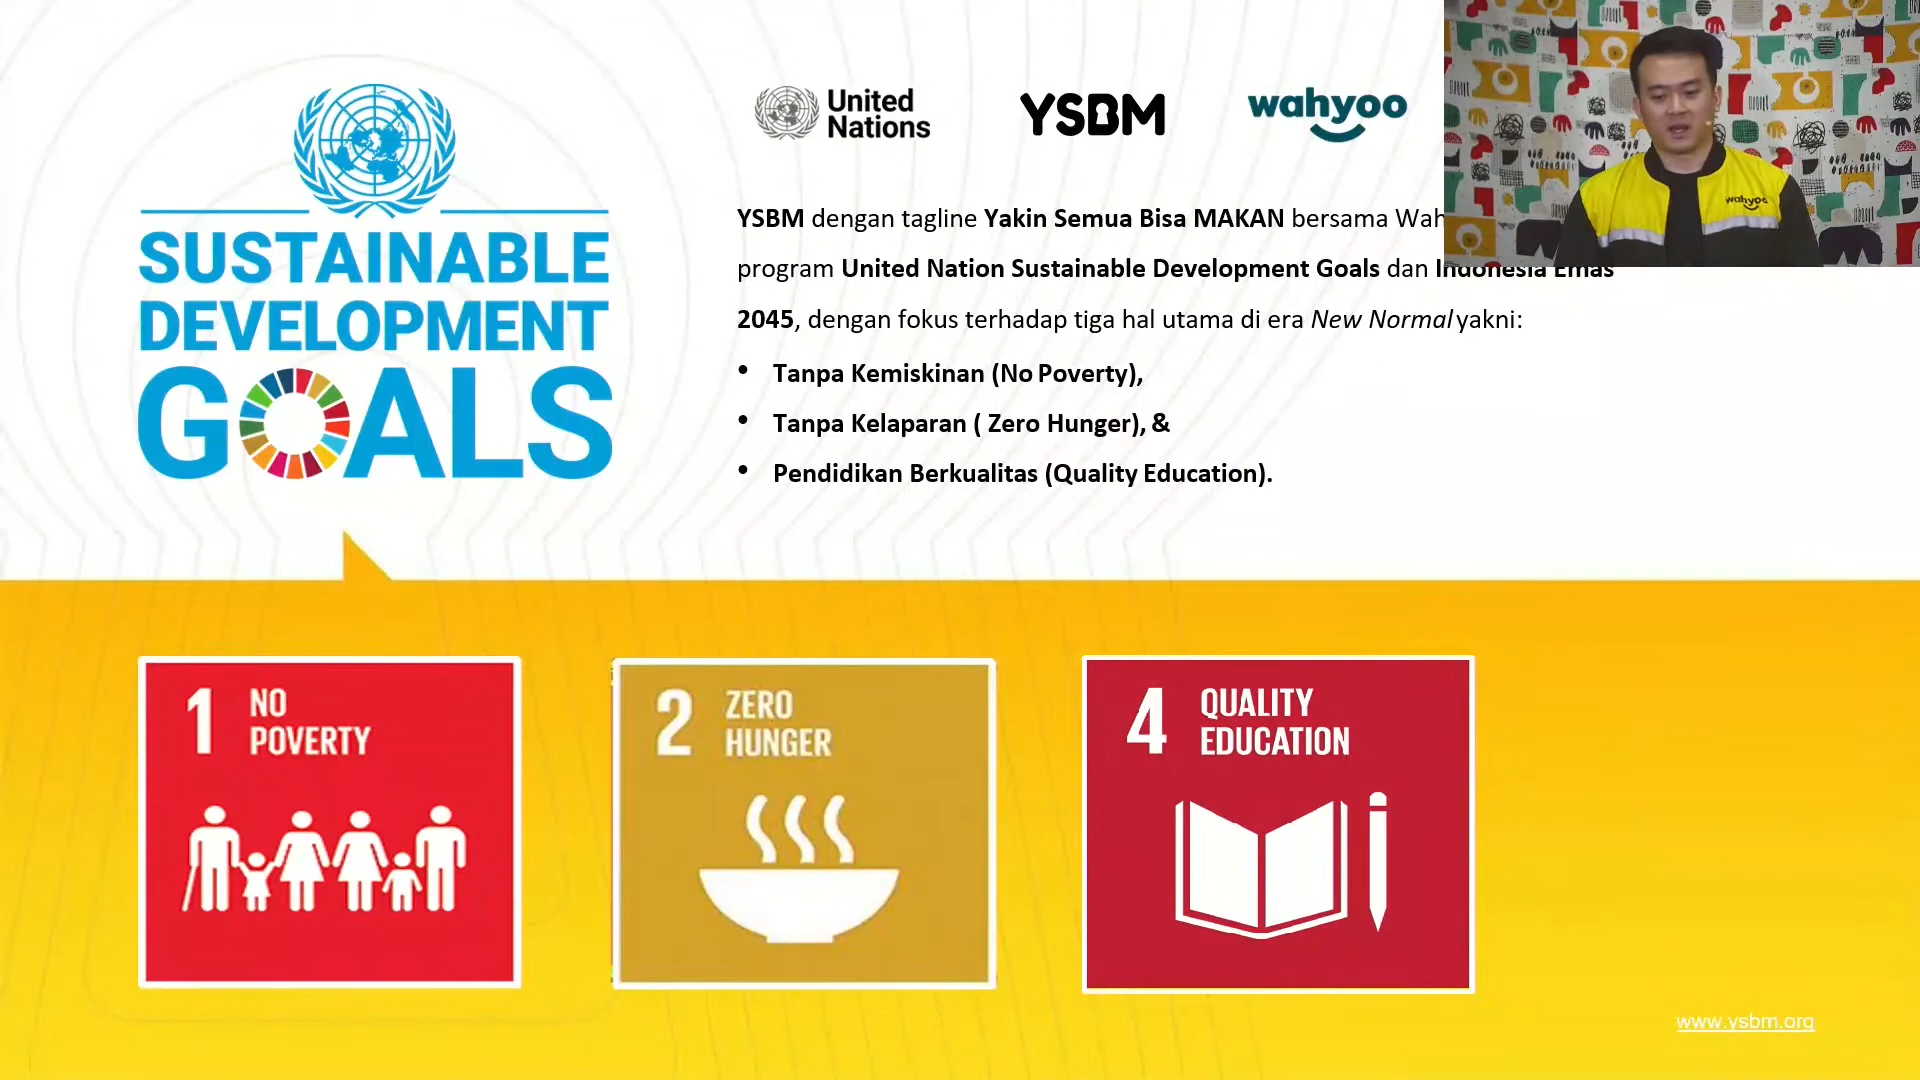 United
Nations
YSBM
wahyoo
wahyoo
SUSTAINABLE
DEVELOPMENT
GOALS
YSBM dengan tagline Yakin Semua Bisa MAKAN bersama
program United Nation Sustainable Development Goals dan Indonesia Emas
2045, dengan fokus terhadap tiga hal utama di era New Normal yakni:
• Tanpa Kemiskinan (No Poverty),
• Tanpa Kelaparan ( Zero Hunger), &
• Pendidikan Berkualitas (Quality Education).
1 NO
POVERTY
2 ZERO
HUNGER
4 QUALITY
EDUCATION
www.ysbm.org